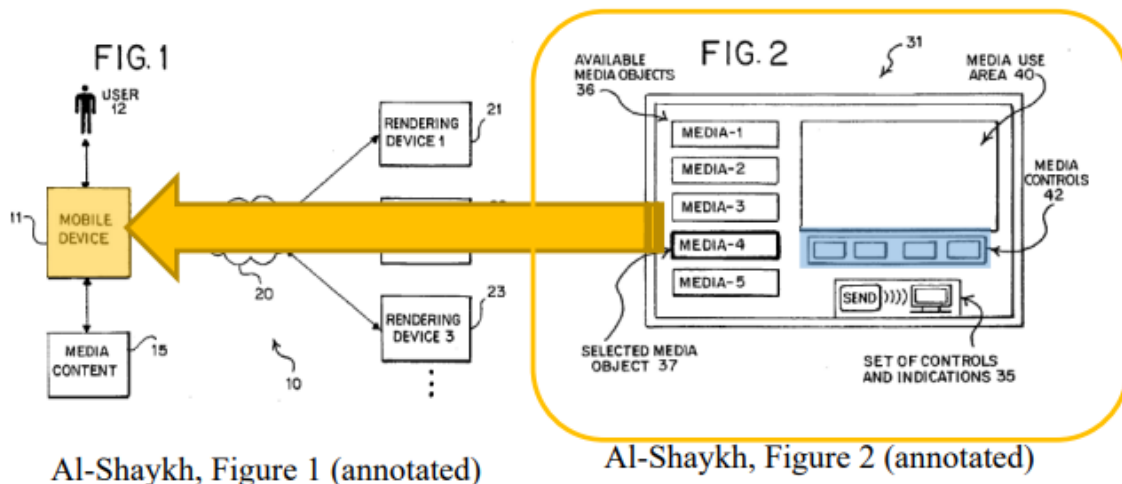 FIG. 1
USER
12
11
MOBILE
DEVICE
MEDIA
CONTENT
15
20
10
RENDERING
DEVICE 1
21
RENDERING
DEVICE 3
23
FIG. 2
31
AVAILABLE
MEDIA OBJECTS
36
MEDIA-1
MEDIA-2
MEDIA-3
MEDIA-4
MEDIA-5
SELECTED MEDIA
OBJECT 37
MEDIA USE
AREA 40
MEDIA
CONTROLS
42
SEND
SET OF CONTROLS
AND INDICATIONS 35
Al-Shaykh, Figure 1 (annotated)
Al-Shaykh, Figure 2 (annotated)